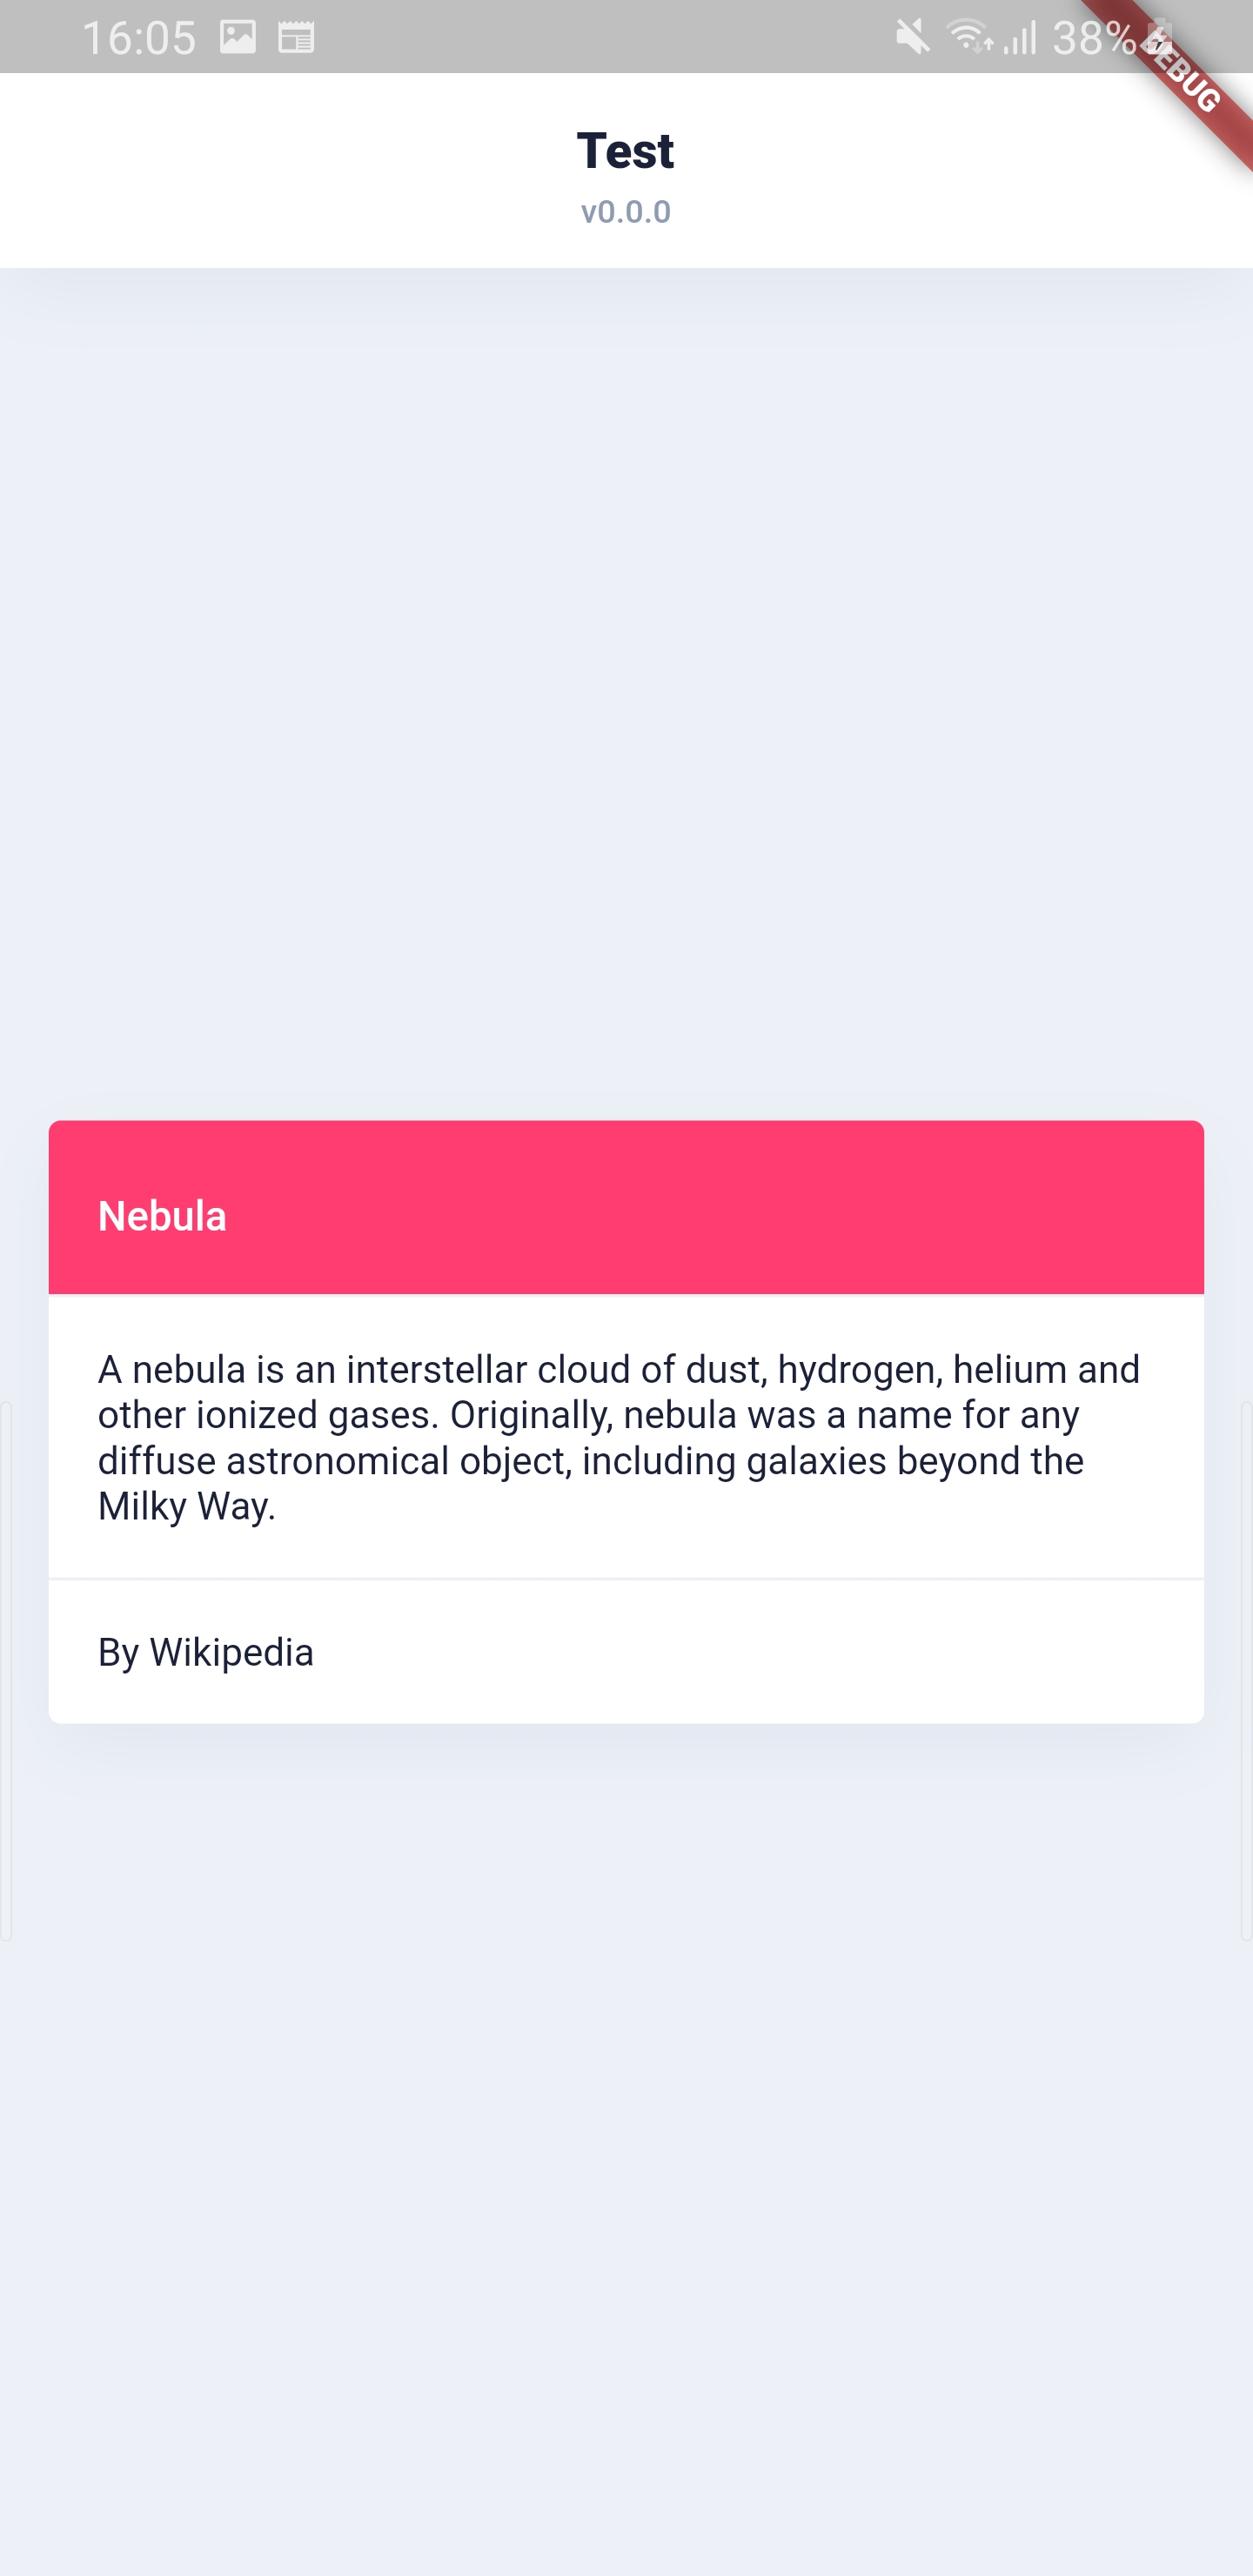 16:05 38%
DEBUG
Test
v0.0.0
Nebula
A nebula is an interstellar cloud of dust, hydrogen, helium and
other ionized gases. Originally, nebula was a name for any
diffuse astronomical object, including galaxies beyond the
Milky Way.
By Wikipedia